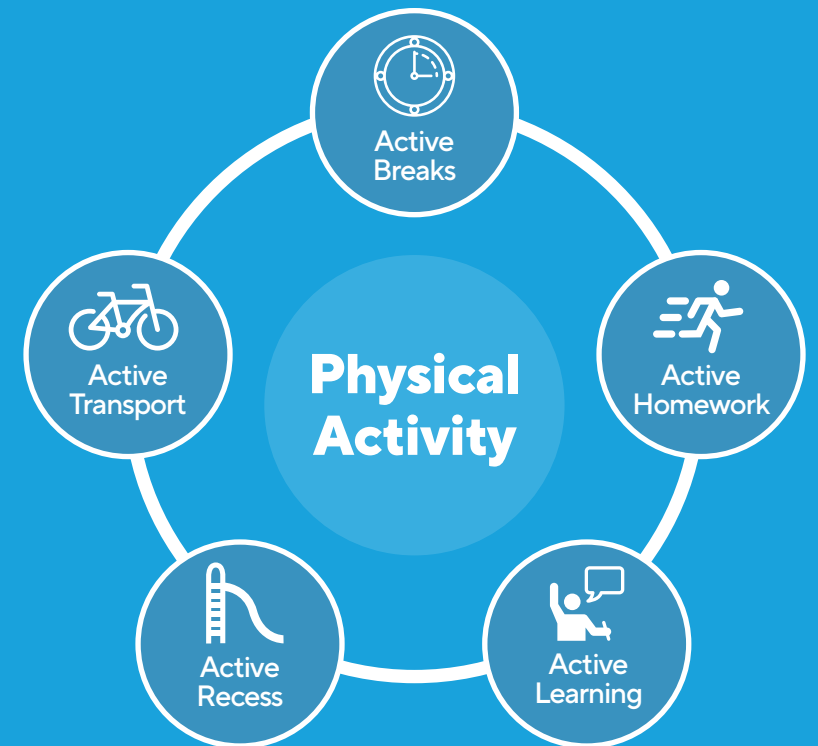 Active
Breaks
Active
Transport
Physical
Activity
Active
Homework
Active
Recess
Active
Learning